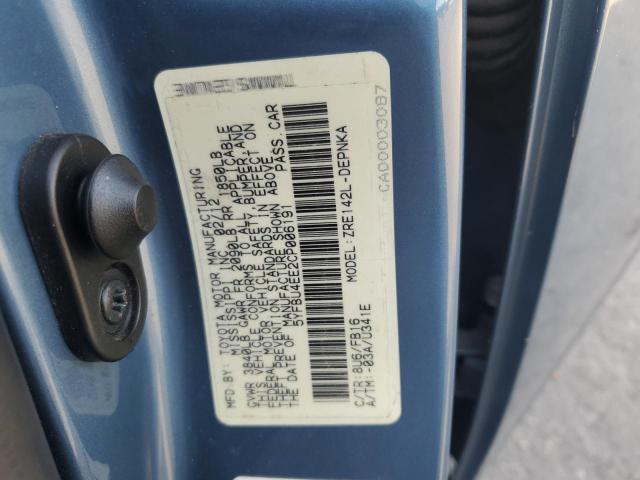 MFD BY: TOYOTA MOTOR MANUFACTURING
MISSISSIPPI INC 02/12
GVWR 3840LB GAWR FR 2090LB RR 1850LB
THIS VEHICLE CONFORMS TO ALL APPLICABLE
FEDERAL MOTOR VEHICLE SAFETY, BUMPER, AND
THEFT PREVENTION STANDARDS IN EFFECT ON
THE DATE OF MANUFACTURE SHOWN ABOVE
5YFBU4EE2CP006191 PASS.CAR
MODEL: ZRE142L-DEPNKA
C/TR: 8U6/FB16
A/TM: -03A/U341E
CA00003087